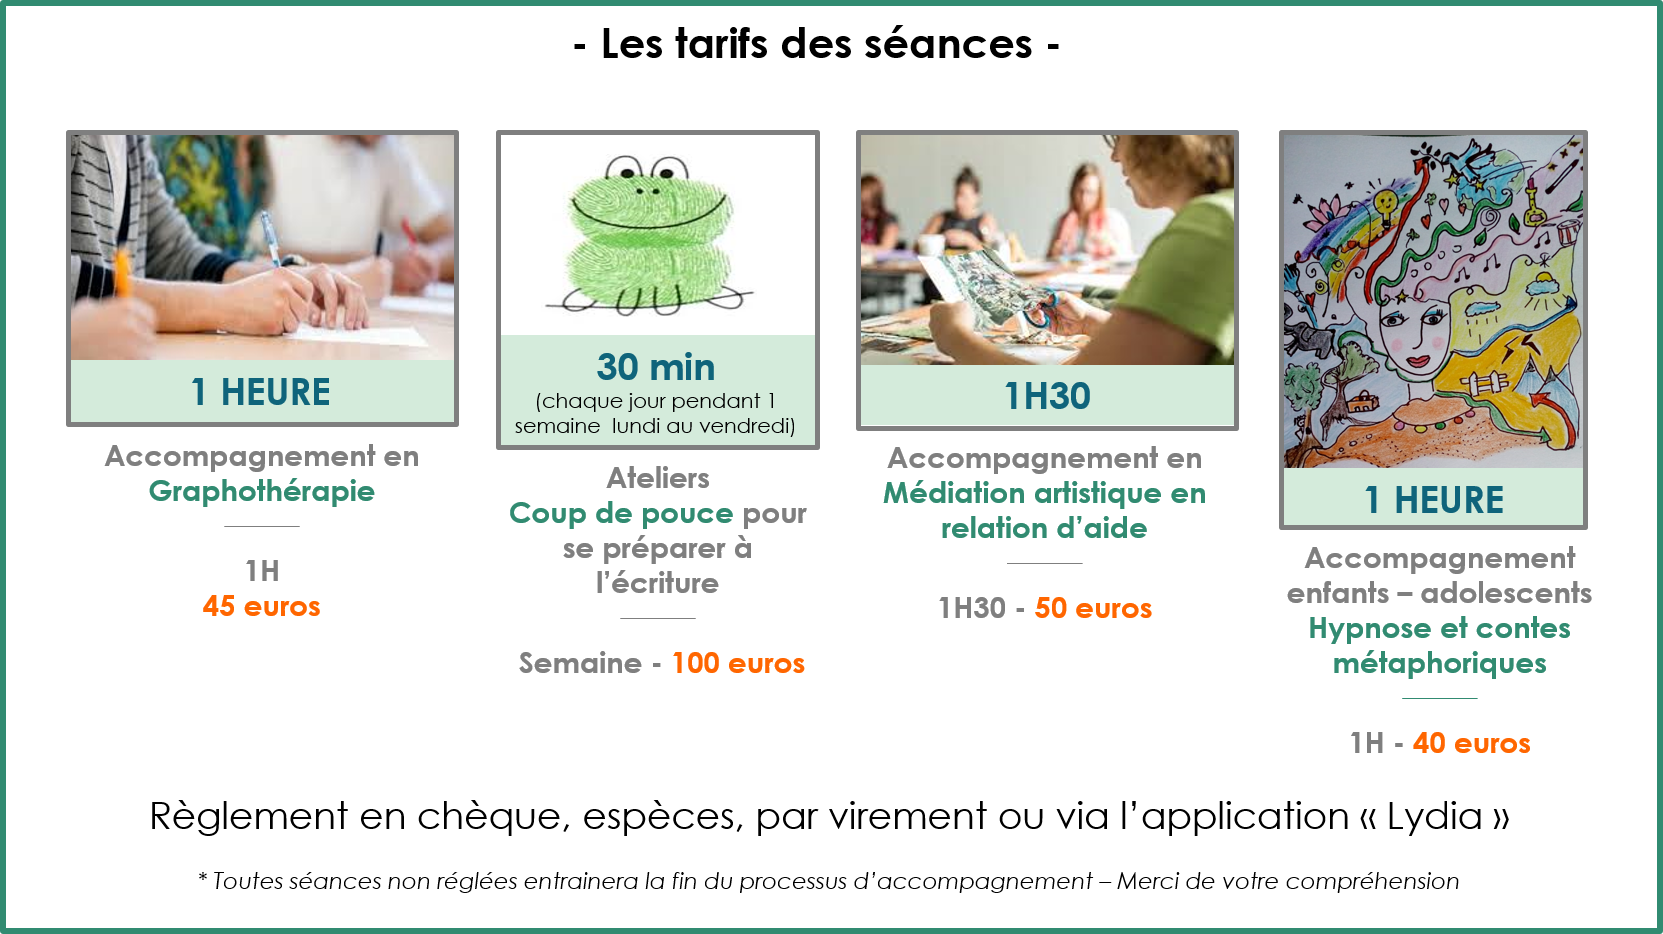 - Les tarifs des séances -
1 HEURE
Accompagnement en
Graphothérapie
1H
45 euros
30 min
(chaque jour pendant 1
semaine lundi au vendredi)
Ateliers
Coup de pouce pour
se préparer à
l’écriture
Semaine - 100 euros
1H30
Accompagnement en
Médiation artistique en
relation d’aide
1H30 - 50 euros
1 HEURE
Accompagnement
enfants – adolescents
Hypnose et contes
métaphoriques
1H - 40 euros
Règlement en chèque, espèces, par virement ou via l’application « Lydia »
* Toutes séances non réglées entrainera la fin du processus d’accompagnement – Merci de votre compréhension